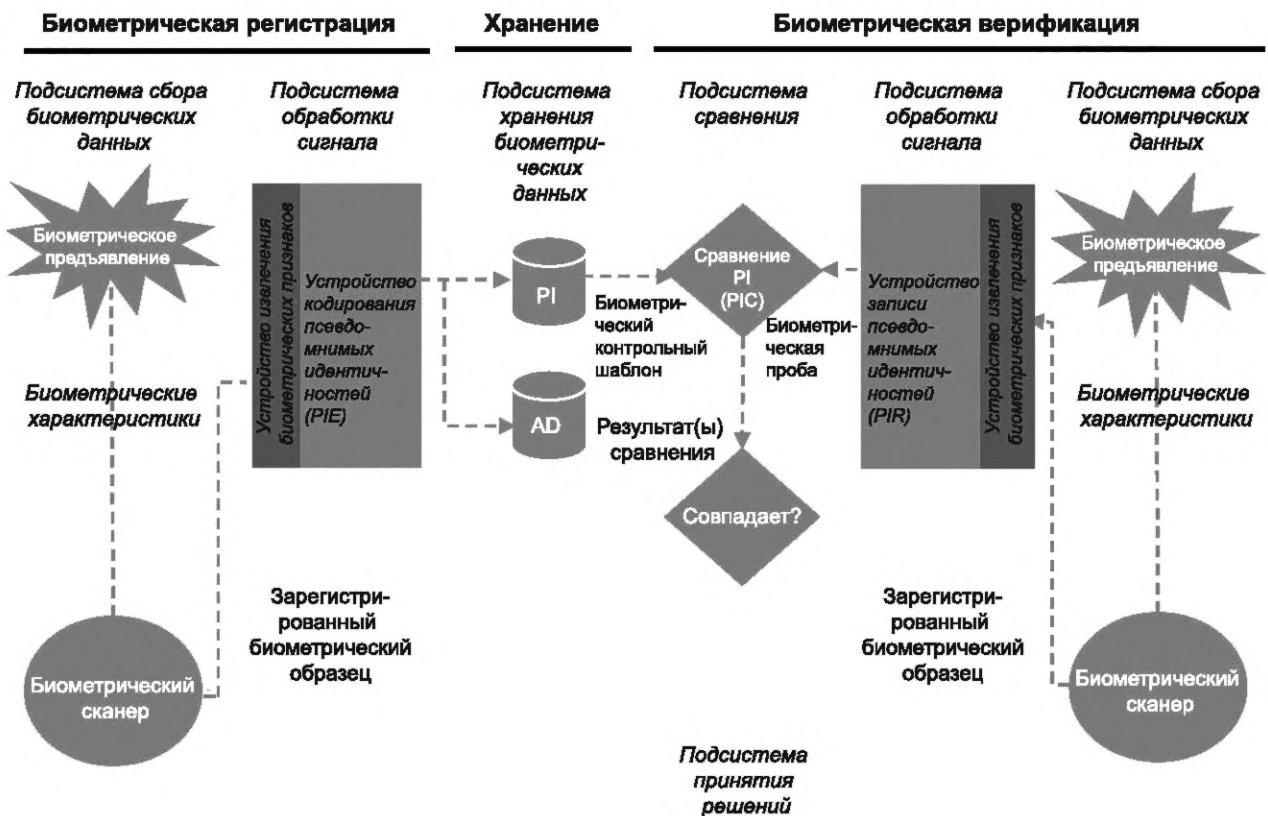 Биометрическая регистрация
Хранение
Биометрическая верификация
Подсистема сбора
биометрических
данных
Подсистема
обработки
сигнала
Подсистема
хранения
биометри-
ческих
данных
Подсистема
сравнения
Подсистема
обработки
сигнала
Подсистема сбора
биометрических
данных
Биометрическое
предъявление
Устройство извлечения
биометрических признаков
Устройство
кодирования
псевдо-
мнимых
идентич-
ностей
(PIE)
PI
Биометри-
ческий
контрольный
шаблон
AD
Сравнение
PI
(PIC)
Биометри-
ческая
проба
Результат(ы)
сравнения
Совпадает?
Устройство
записи
псевдо-
мнимых
идентич-
ностей
(PIR)
Устройство извлечения
биометрических признаков
Биометрическое
предъявление
Биометрические
характеристики
Биометрические
характеристики
Зарегистри-
рованный
биометрический
образец
Биометрический
сканер
Зарегистри-
рованный
биометрический
образец
Биометрический
сканер
Подсистема
принятия
решений